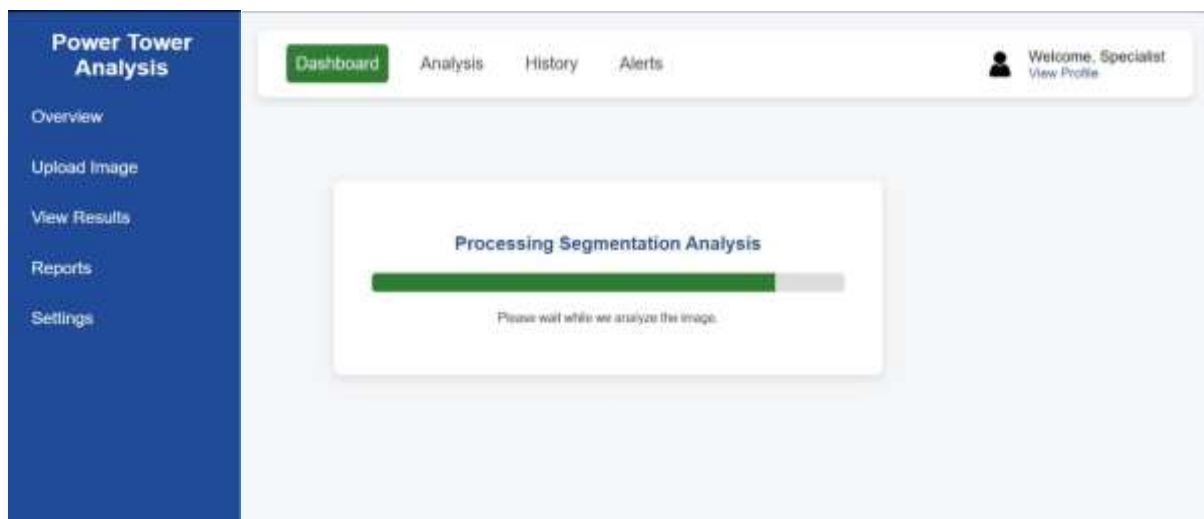 Power Tower
Analysis
Overview
Upload Image
View Results
Reports
Settings
Dashboard Analysis History Alerts
Welcome, Specialist
View Profile
Processing Segmentation Analysis
Please wait while we analyze the image.